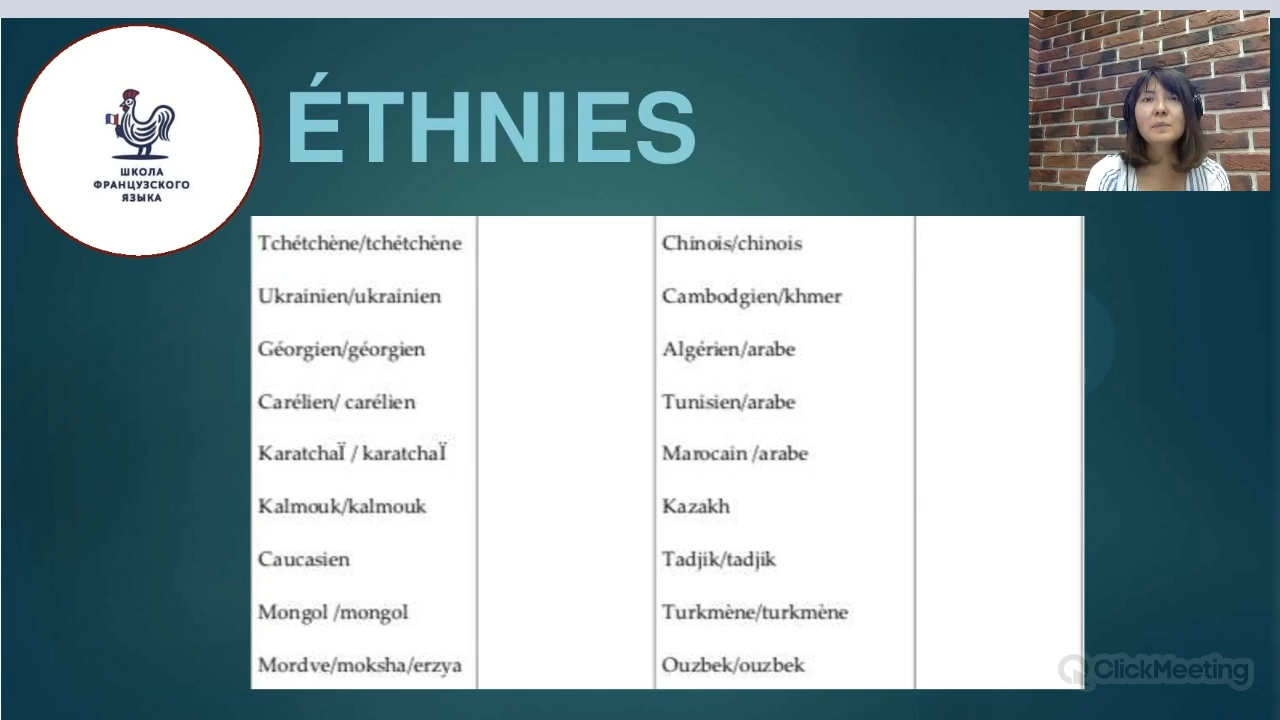 ÉTHNIES
ШКОЛА
ФРАНЦУЗСКОГО
ЯЗЫКА
Tchétchène/tchétchène
Ukrainien/ukrainien
Géorgien/géorgien
Carélien/ carélien
KaratchaÏ / karatchaÏ
Kalmouk/kalmouk
Caucasien
Mongol /mongol
Mordve/moksha/erzya
Chinois/chinois
Cambodgien/khmer
Algérien/arabe
Tunisien/arabe
Marocain /arabe
Kazakh
Tadjik/tadjik
Turkmène/turkmène
Ouzbek/ouzbek
ClickMeeting